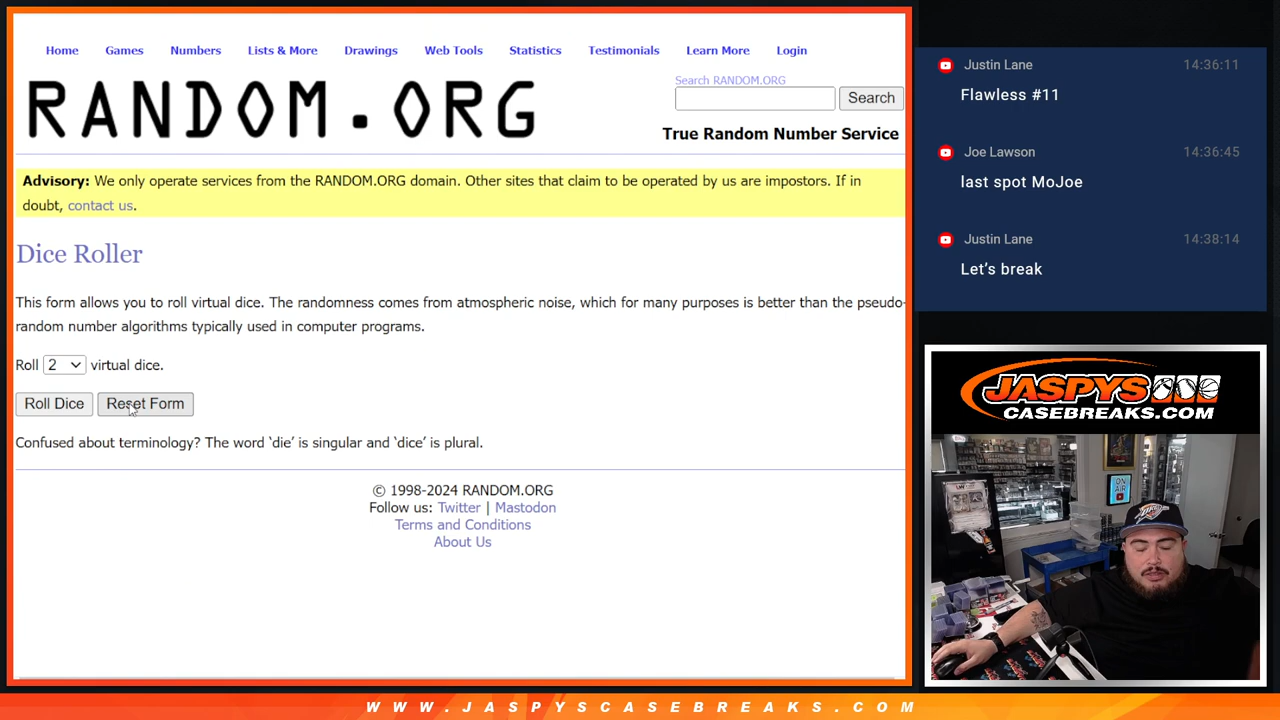 Home Games Numbers Lists & More Drawings Web Tools Statistics Testimonials Learn More Login
RANDOM.ORG
Search RANDOM.ORG
Search
True Random Number Service
Advisory: We only operate services from the RANDOM.ORG domain. Other sites that claim to be operated by us are impostors. If in
doubt, contact us.
Dice Roller
This form allows you to roll virtual dice. The randomness comes from atmospheric noise, which for many purposes is better than the pseudo-
random number algorithms typically used in computer programs.
Roll 2 virtual dice.
Roll Dice Reset Form
Confused about terminology? The word ‘die’ is singular and ‘dice’ is plural.
© 1998-2024 RANDOM.ORG
Follow us: Twitter | Mastodon
Terms and Conditions
About Us
Justin Lane 14:36:11
Flawless #11
Joe Lawson 14:36:45
last spot MoJoe
Justin Lane 14:38:14
Let’s break
JASPYS
CASEBREAKS.COM
ON
AIR
WWW.JASPYSCASEBREAKS.COM